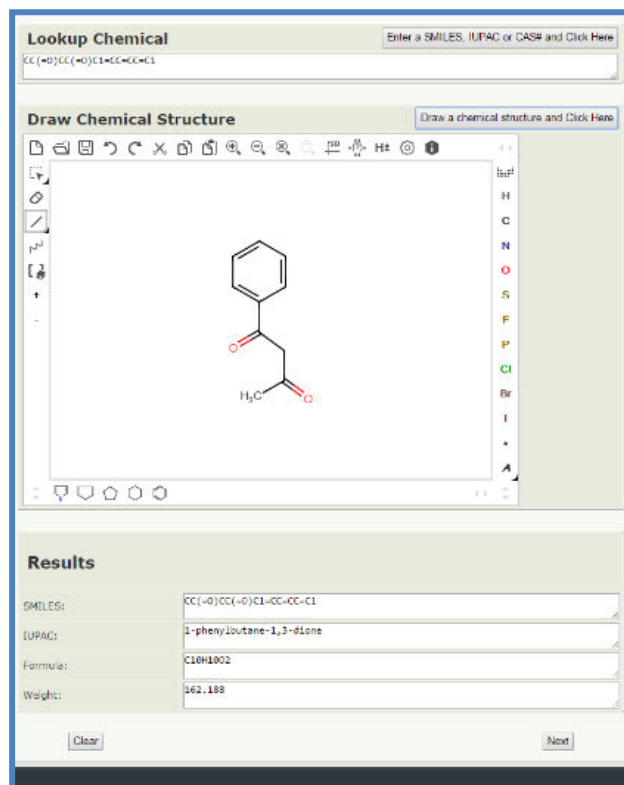 Lookup Chemical
Enter a SMILES, IUPAC or CAS# and Click Here
CC(=O)CC(=O)C1=CC=CC=C1
Draw Chemical Structure
Draw a chemical structure and Click Here
H±
H
C
N
O
S
F
P
Cl
Br
I
*
A
O
H₃C
O
Results
SMILES:
CC(=O)CC(=O)C1=CC=CC=C1
IUPAC:
1-phenylbutane-1,3-dione
Formula:
C10H10O2
Weight:
162.188
Clear
Next